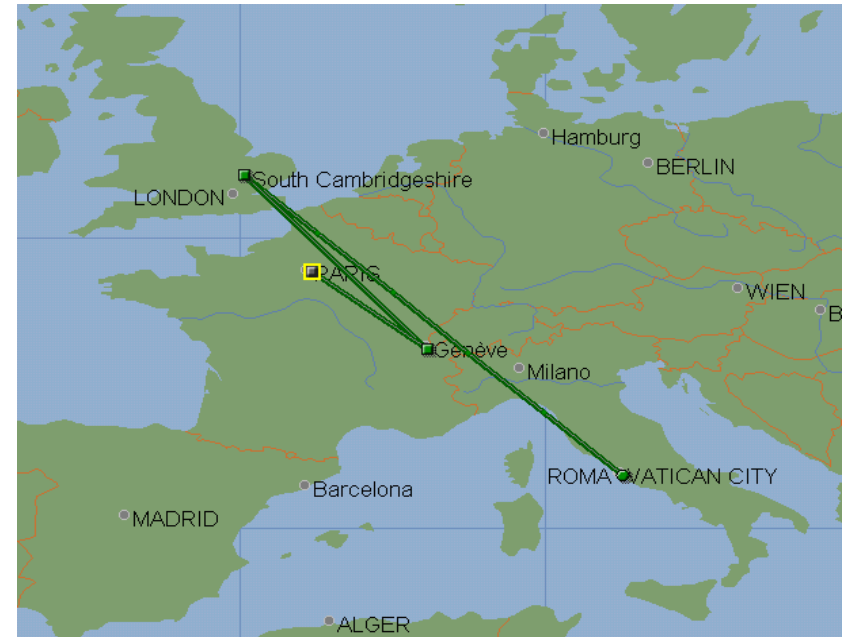 Hamburg
BERLIN
South Cambridgeshire
LONDON
PARIS
WIEN
B
Genève
Milano
ROMA VATICAN CITY
Barcelona
MADRID
ALGER